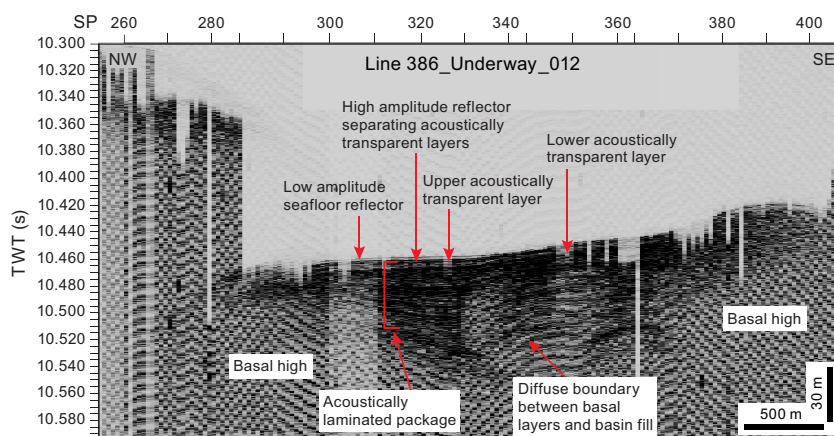 SP 260 280 300 320 340 360 380 400
10.300
10.320
10.340
10.360
10.380
10.400
10.420
10.440
10.460
10.480
10.500
10.520
10.540
10.560
10.580
TWT (s)
NW
SE
Line 386_Underway_012
High amplitude reflector
separating acoustically
transparent layers
Lower acoustically
transparent layer
Low amplitude
seafloor reflector
Upper acoustically
transparent layer
Basal high
Basal high
Acoustically
laminated package
Diffuse boundary
between basal
layers and basin fill
30 m
500 m